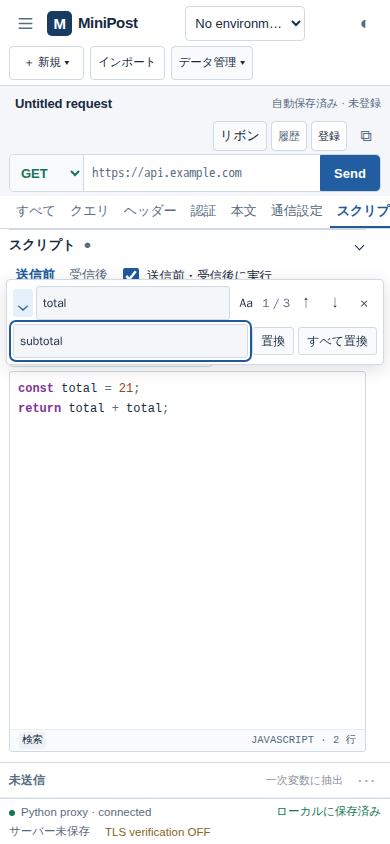 M MiniPost No environm…
＋ 新規 ▾ インポート データ管理 ▾
Untitled request 自動保存済み · 未登録
リボン 履歴 登録
GET https://api.example.com Send
すべて クエリ ヘッダー 認証 本文 通信設定 スクリプ
スクリプト
送信前 受信後 送信前・受信後に実行
total Aa 1 / 3 ↑ ↓ ×
subtotal 置換 すべて置換
const total = 21;
return total + total;
検索 JAVASCRIPT · 2 行
未送信 一次変数に抽出 ···
Python proxy · connected ローカルに保存済み
サーバー未保存 TLS verification OFF